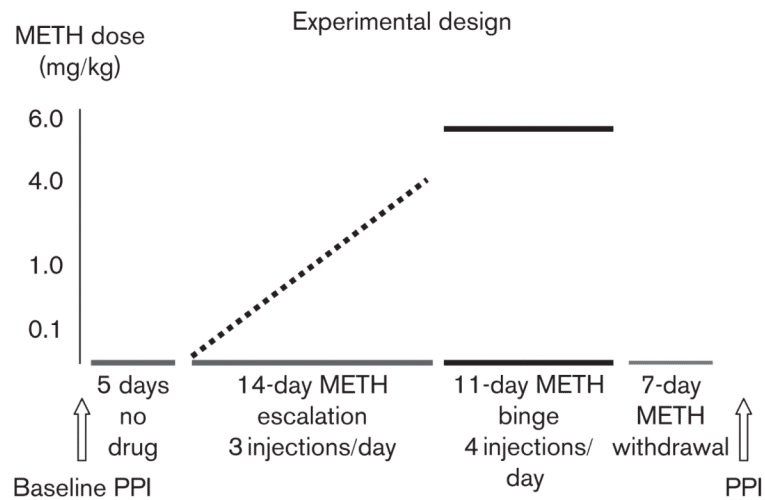 Experimental design
METH dose
(mg/kg)
6.0
4.0
1.0
0.1
5 days
no
drug
14-day METH
escalation
3 injections/day
11-day METH
binge
4 injections/
day
7-day
METH
withdrawal
Baseline PPI
PPI